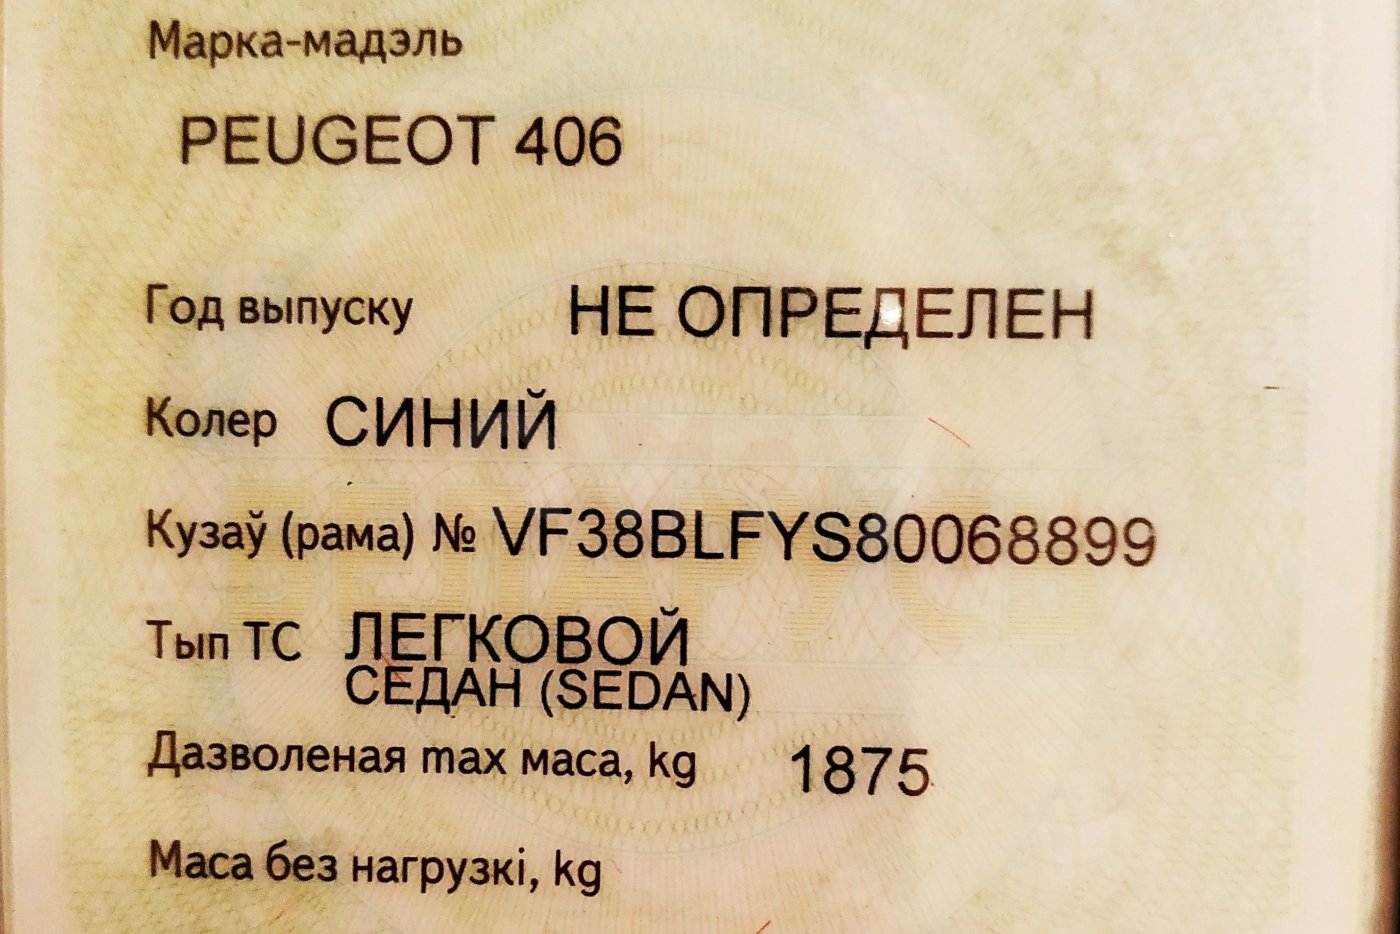 Марка-мадэль
PEUGEOT 406
Год выпуску НЕ ОПРЕДЕЛЕН
Колер СИНИЙ
Кузаў (рама) № VF38BLFYS80068899
Тып ТС ЛЕГКОВОЙ
СЕДАН (SEDAN)
Дазволеная max маса, kg 1875
Маса без нагрузкі, kg
БЕЛАРУСЬ